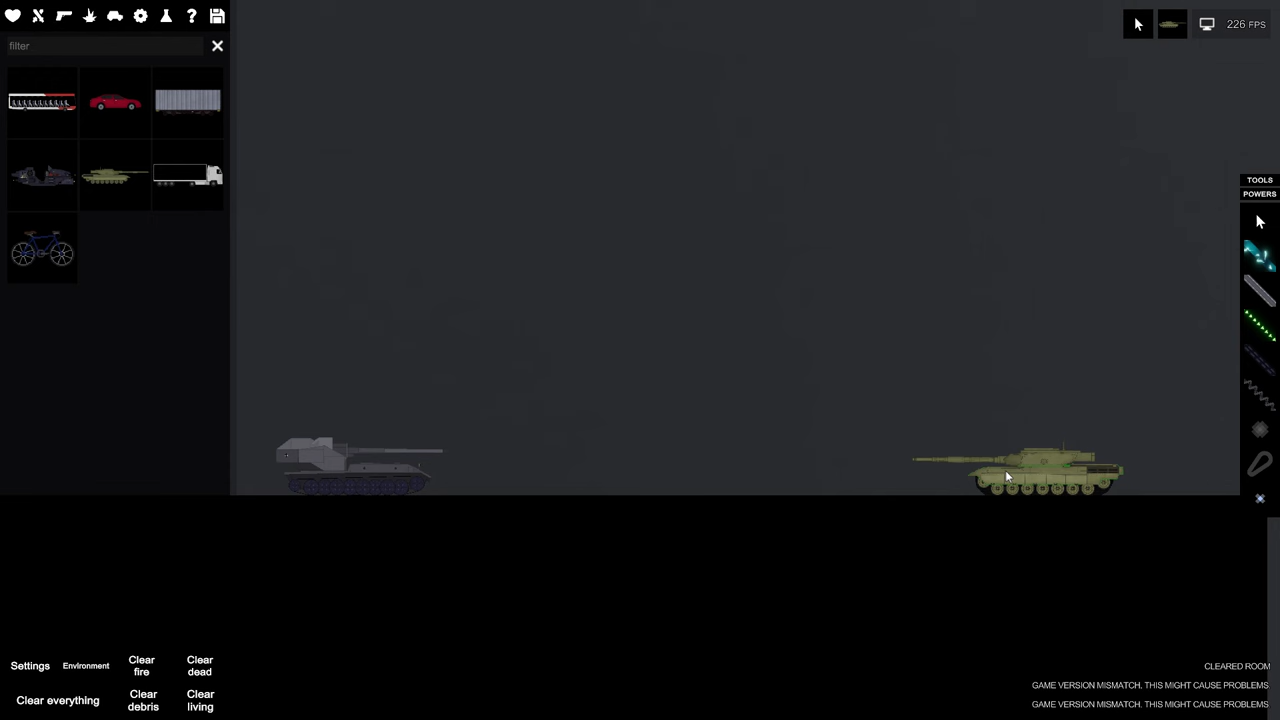 filter
226 FPS
TOOLS
POWERS
Settings
Environment
Clear fire
Clear dead
Clear everything
Clear debris
Clear living
CLEARED ROOM
GAME VERSION MISMATCH. THIS MIGHT CAUSE PROBLEMS
GAME VERSION MISMATCH. THIS MIGHT CAUSE PROBLEMS